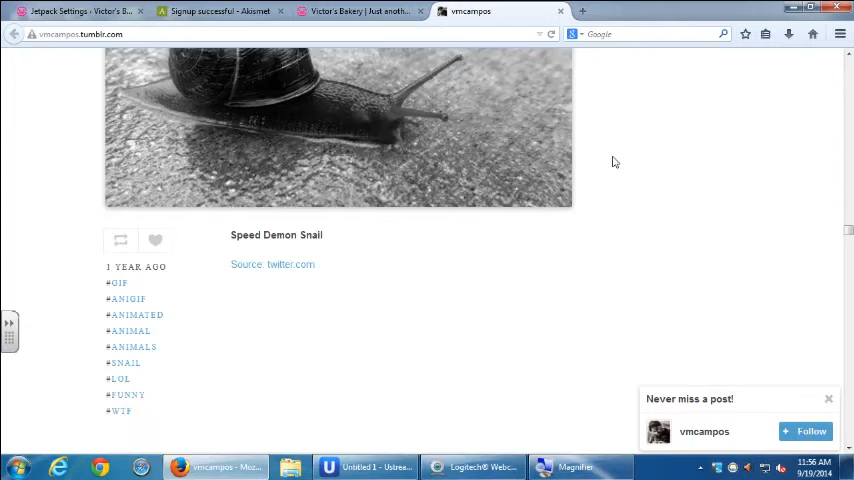 Jetpack Settings ‹ Victor's B...
Signup successful - Akismet
Victor's Bakery | Just anoth...
vmcampos
vmcampos.tumblr.com
Google
Speed Demon Snail
Source: twitter.com
1 YEAR AGO
#GIF
#ANIGIF
#ANIMATED
#ANIMAL
#ANIMALS
#SNAIL
#LOL
#FUNNY
#WTF
Never miss a post!
vmcampos
+ Follow
vmcampos - Moz...
Untitled 1 - Ustrea...
Logitech® Webc...
Magnifier
11:56 AM
9/19/2014